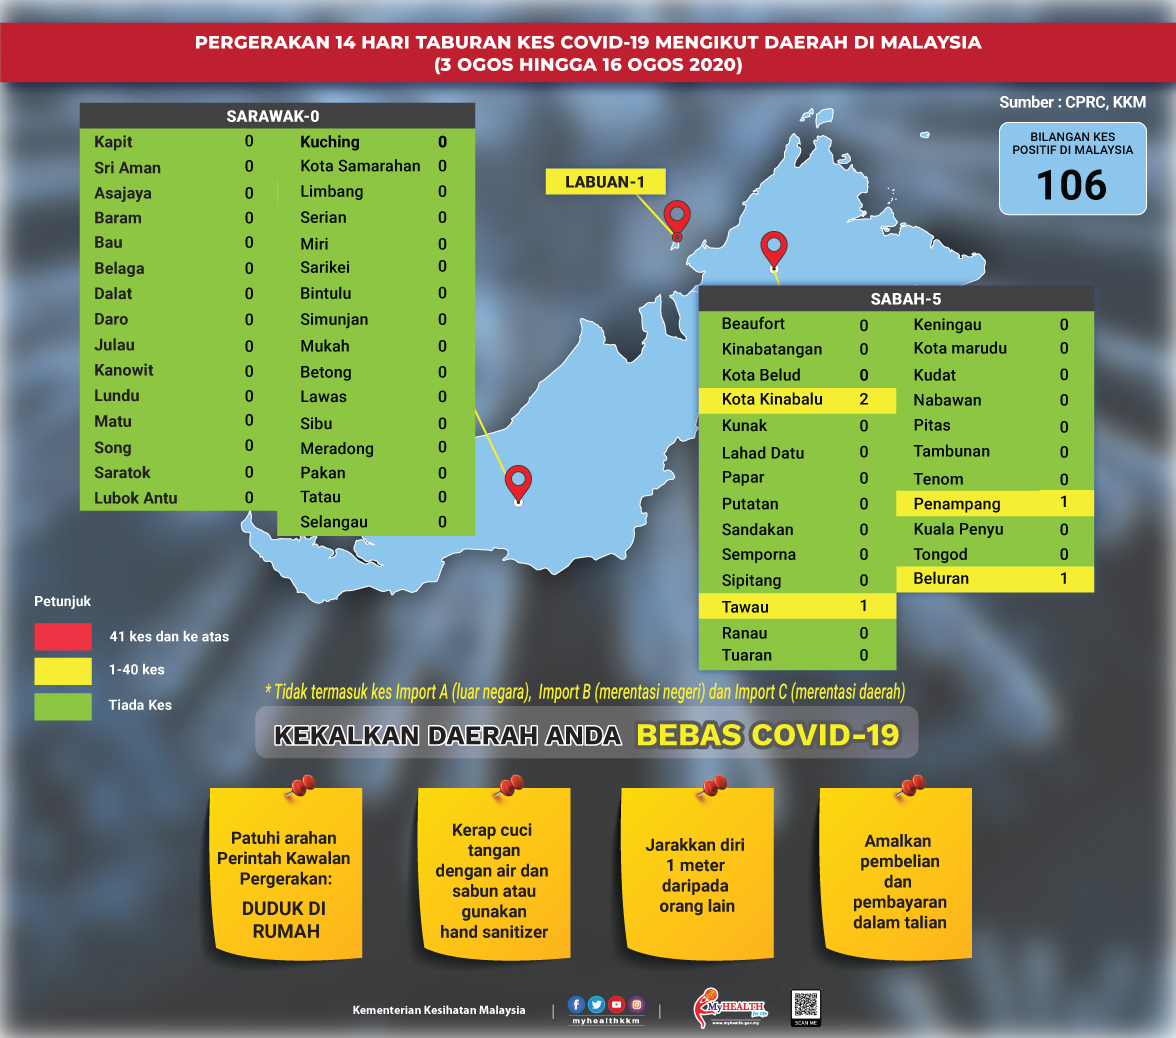 PERGERAKAN 14 HARI TABURAN KES COVID-19 MENGIKUT DAERAH DI MALAYSIA
(3 OGOS HINGGA 16 OGOS 2020)
Sumber : CPRC, KKM
BILANGAN KES
POSITIF DI MALAYSIA
106
SARAWAK-0
Kapit 0 Kuching 0
Sri Aman 0 Kota Samarahan 0
Asajaya 0 Limbang 0
Baram 0 Serian 0
Bau 0 Miri 0
Belaga 0 Sarikei 0
Dalat 0 Bintulu 0
Daro 0 Simunjan 0
Julau 0 Mukah 0
Kanowit 0 Betong 0
Lundu 0 Lawas 0
Matu 0 Sibu 0
Song 0 Meradong 0
Saratok 0 Pakan 0
Lubok Antu 0 Tatau 0
Selangau 0
LABUAN-1
SABAH-5
Beaufort 0 Keningau 0
Kinabatangan 0 Kota marudu 0
Kota Belud 0 Kudat 0
Kota Kinabalu 2 Nabawan 0
Kunak 0 Pitas 0
Lahad Datu 0 Tambunan 0
Papar 0 Tenom 0
Putatan 0 Penampang 1
Sandakan 0 Kuala Penyu 0
Semporna 0 Tongod 0
Sipitang 0 Beluran 1
Tawau 1
Ranau 0
Tuaran 0
Petunjuk
41 kes dan ke atas
1-40 kes
Tiada Kes
* Tidak termasuk kes Import A (luar negara), Import B (merentasi negeri) dan Import C (merentasi daerah)
KEKALKAN DAERAH ANDA BEBAS COVID-19
Patuhi arahan
Perintah Kawalan
Pergerakan:
DUDUK DI
RUMAH
Kerap cuci
tangan
dengan air dan
sabun atau
gunakan
hand sanitizer
Jarakkan diri
1 meter
daripada
orang lain
Amalkan
pembelian
dan
pembayaran
dalam talian
Kementerian Kesihatan Malaysia
myhealthkkm
MyHEALTH
for life
www.myhealth.gov.my
SCAN ME